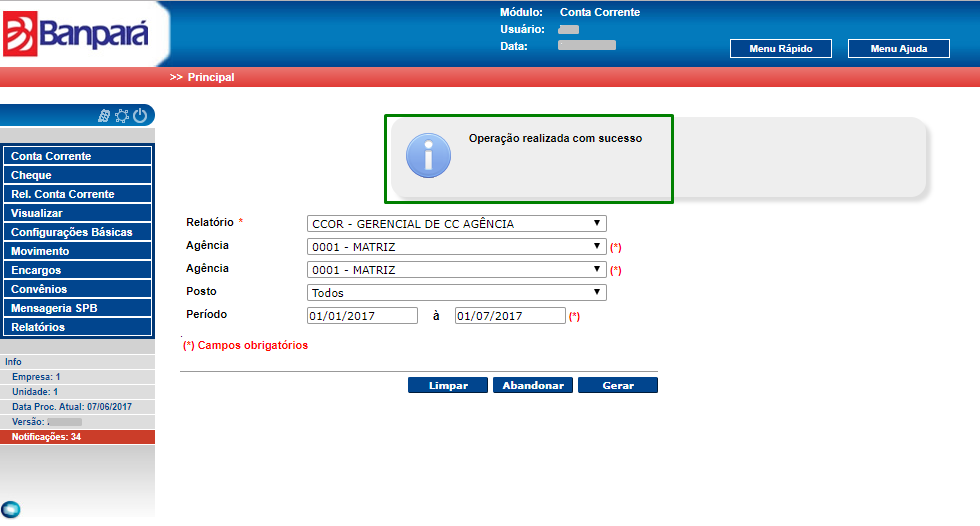 Banpará
Módulo: Conta Corrente
Usuário:
Data:
Menu Rápido
Menu Ajuda
>> Principal
Conta Corrente
Cheque
Rel. Conta Corrente
Visualizar
Configurações Básicas
Movimento
Encargos
Convênios
Mensageria SPB
Relatórios
Info
Empresa: 1
Unidade: 1
Data Proc. Atual: 07/06/2017
Versão: .
Notificações: 34
Operação realizada com sucesso
Relatório * CCOR - GERENCIAL DE CC AGÊNCIA
Agência 0001 - MATRIZ (*)
Agência 0001 - MATRIZ (*)
Posto Todos
Período 01/01/2017 à 01/07/2017 (*)
(*) Campos obrigatórios
Limpar Abandonar Gerar